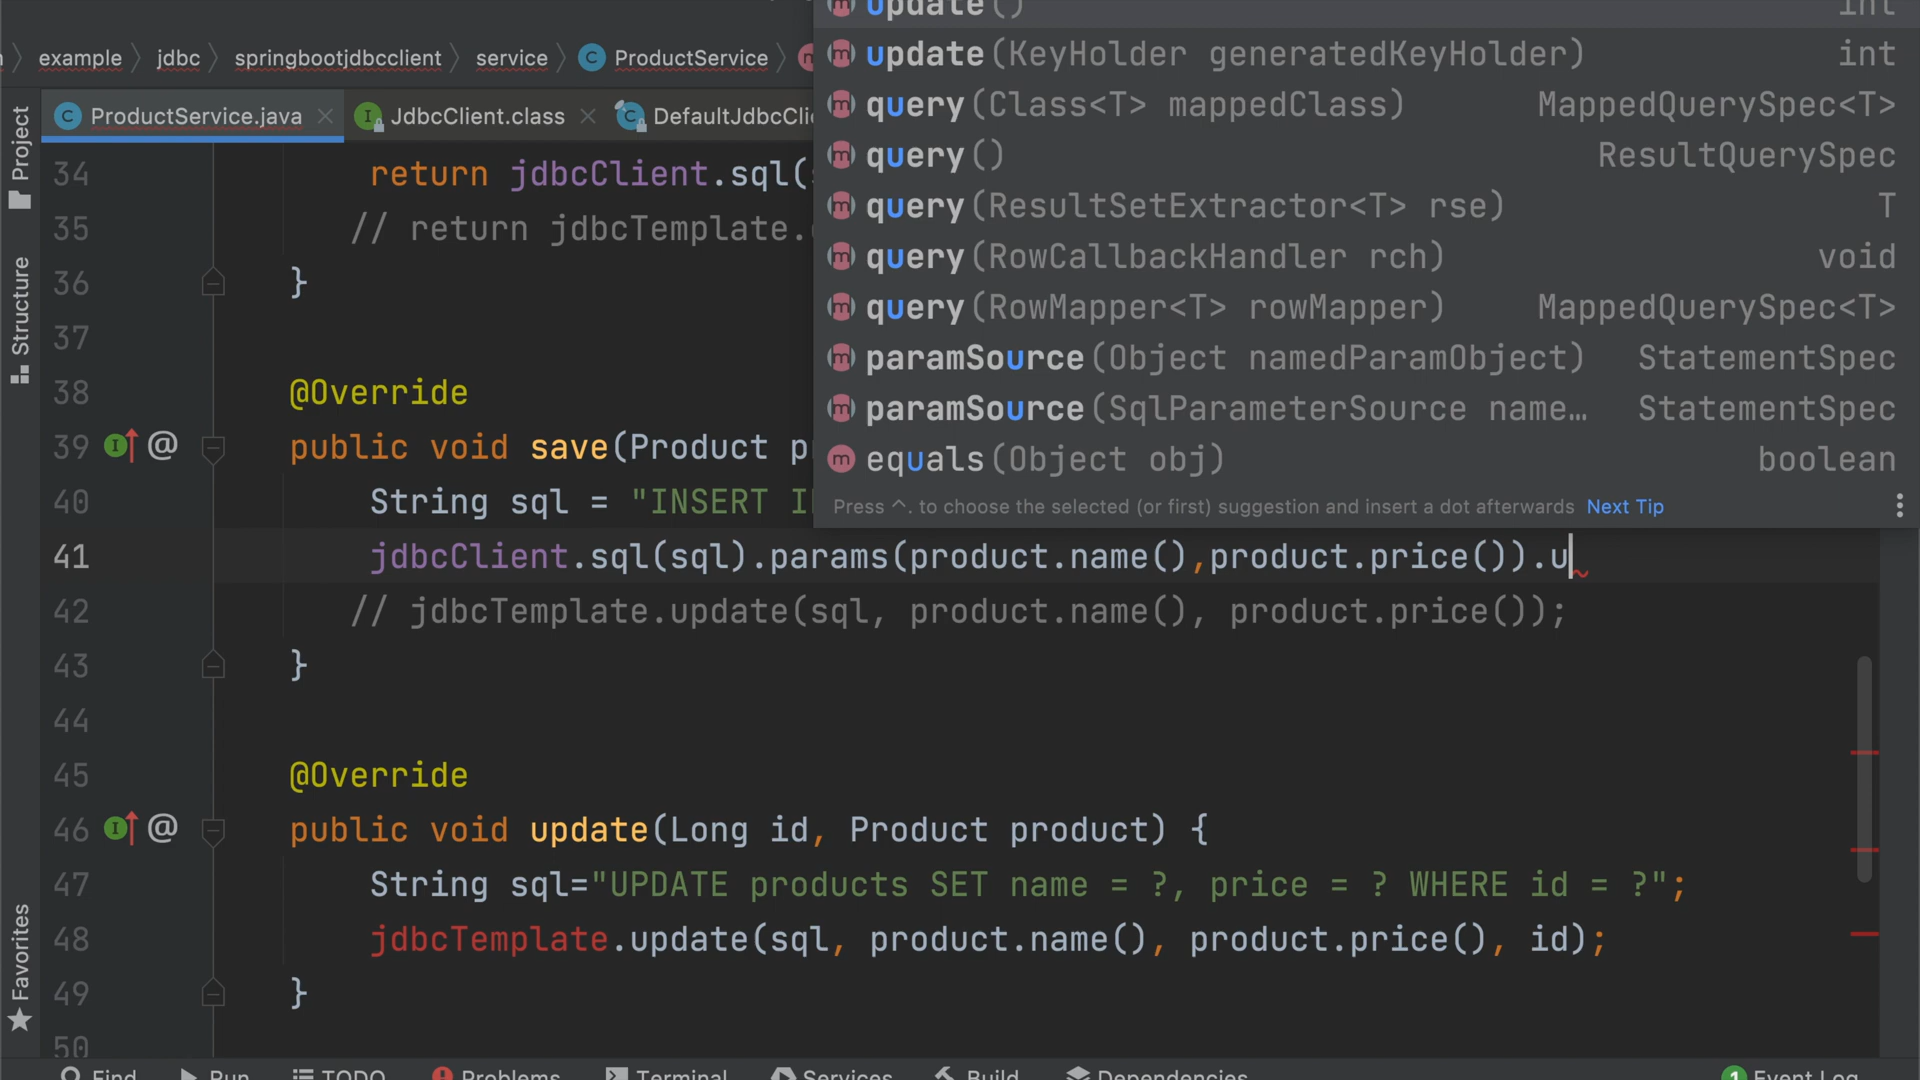 update() int
example jdbc springbootjdbcclient service ProductService
update(KeyHolder generatedKeyHolder) int
ProductService.java JdbcClient.class DefaultJdbcClie
query(Class<T> mappedClass) MappedQuerySpec<T>
query() ResultQuerySpec
query(ResultSetExtractor<T> rse) T
query(RowCallbackHandler rch) void
query(RowMapper<T> rowMapper) MappedQuerySpec<T>
paramSource(Object namedParamObject) StatementSpec
paramSource(SqlParameterSource name… StatementSpec
equals(Object obj) boolean
Press ^. to choose the selected (or first) suggestion and insert a dot afterwards Next Tip
Project
Structure
Favorites
34 return jdbcClient.sql(
35 // return jdbcTemplate.
36 }
37
38 @Override
39 public void save(Product p
40 String sql = "INSERT I
41 jdbcClient.sql(sql).params(product.name(),product.price()).u
42 // jdbcTemplate.update(sql, product.name(), product.price());
43 }
44
45 @Override
46 public void update(Long id, Product product) {
47 String sql="UPDATE products SET name = ?, price = ? WHERE id = ?";
48 jdbcTemplate.update(sql, product.name(), product.price(), id);
49 }
50
Find Run TODO Problems Terminal Services Build Dependencies 1 Event Log